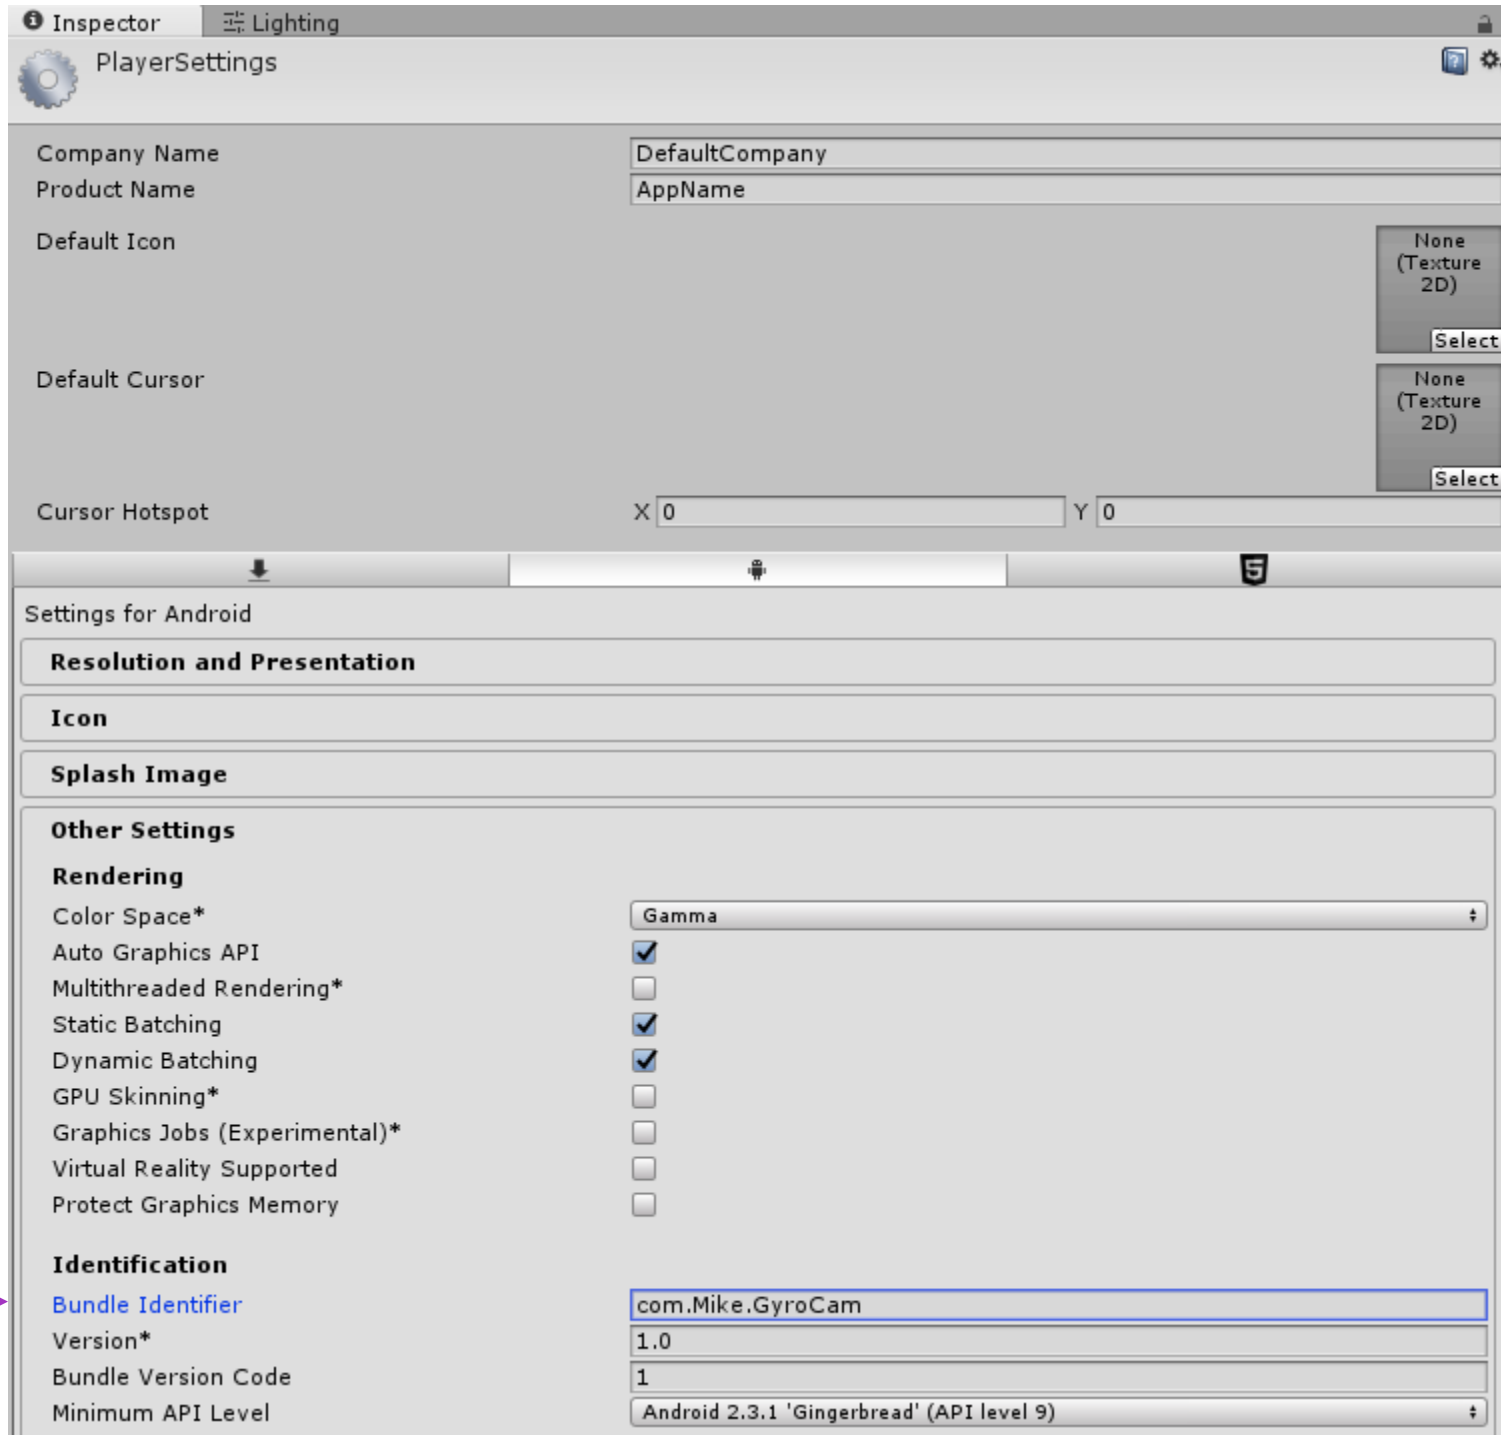 Inspector
Lighting
PlayerSettings
Company Name DefaultCompany
Product Name AppName
Default Icon
None
(Texture
2D)
Select
Default Cursor
None
(Texture
2D)
Select
Cursor Hotspot X 0 Y 0
Settings for Android
Resolution and Presentation
Icon
Splash Image
Other Settings
Rendering
Color Space* Gamma
Auto Graphics API
Multithreaded Rendering*
Static Batching
Dynamic Batching
GPU Skinning*
Graphics Jobs (Experimental)*
Virtual Reality Supported
Protect Graphics Memory
Identification
Bundle Identifier com.Mike.GyroCam
Version* 1.0
Bundle Version Code 1
Minimum API Level Android 2.3.1 'Gingerbread' (API level 9)